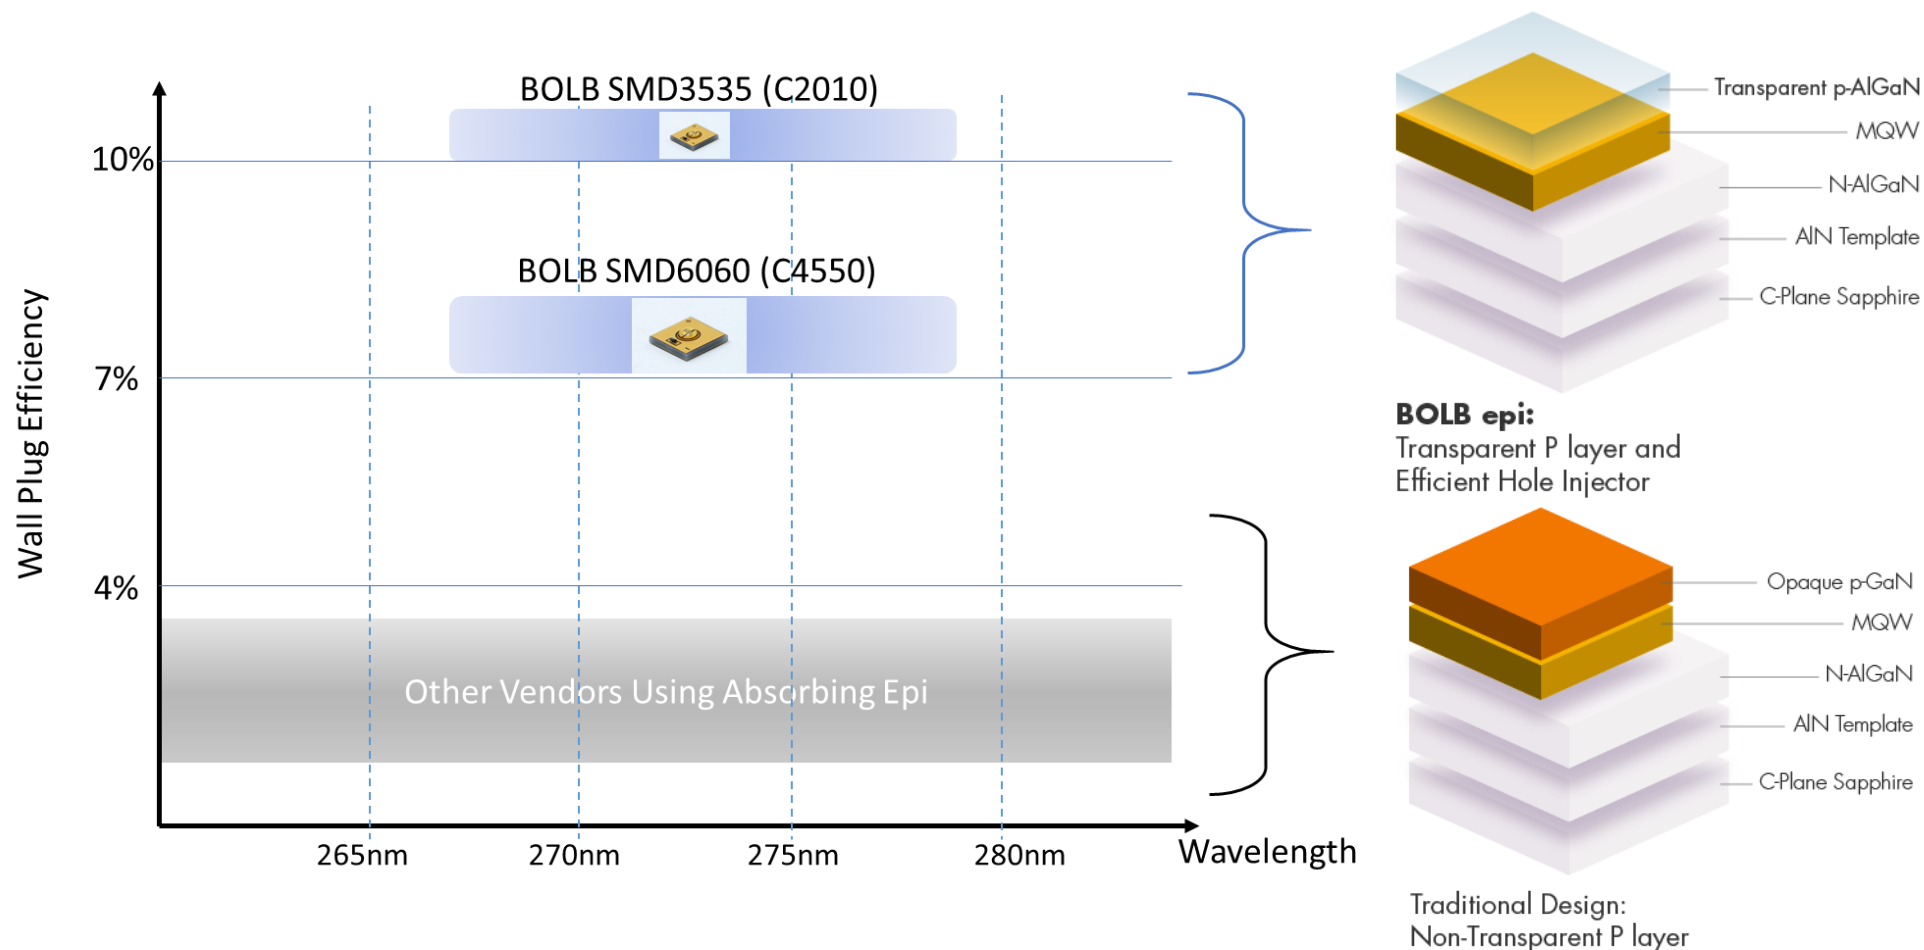 BOLB SMD3535 (C2010)
10%
BOLB SMD6060 (C4550)
7%
Wall Plug Efficiency
4%
Other Vendors Using Absorbing Epi
265nm
270nm
275nm
280nm
Wavelength
Transparent p-AlGaN
MQW
N-AlGaN
AlN Template
C-Plane Sapphire
BOLB epi:
Transparent P layer and
Efficient Hole Injector
Opaque p-GaN
MQW
N-AlGaN
AlN Template
C-Plane Sapphire
Traditional Design:
Non-Transparent P layer